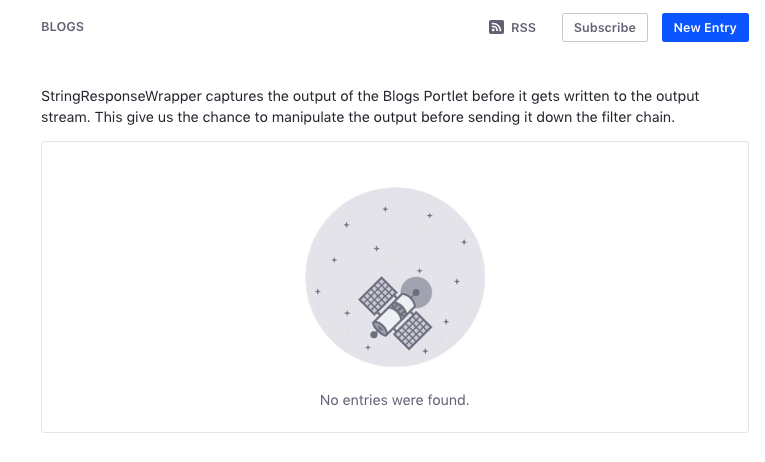 BLOGS RSS Subscribe New Entry
StringResponseWrapper captures the output of the Blogs Portlet before it gets written to the output
stream. This give us the chance to manipulate the output before sending it down the filter chain.
No entries were found.